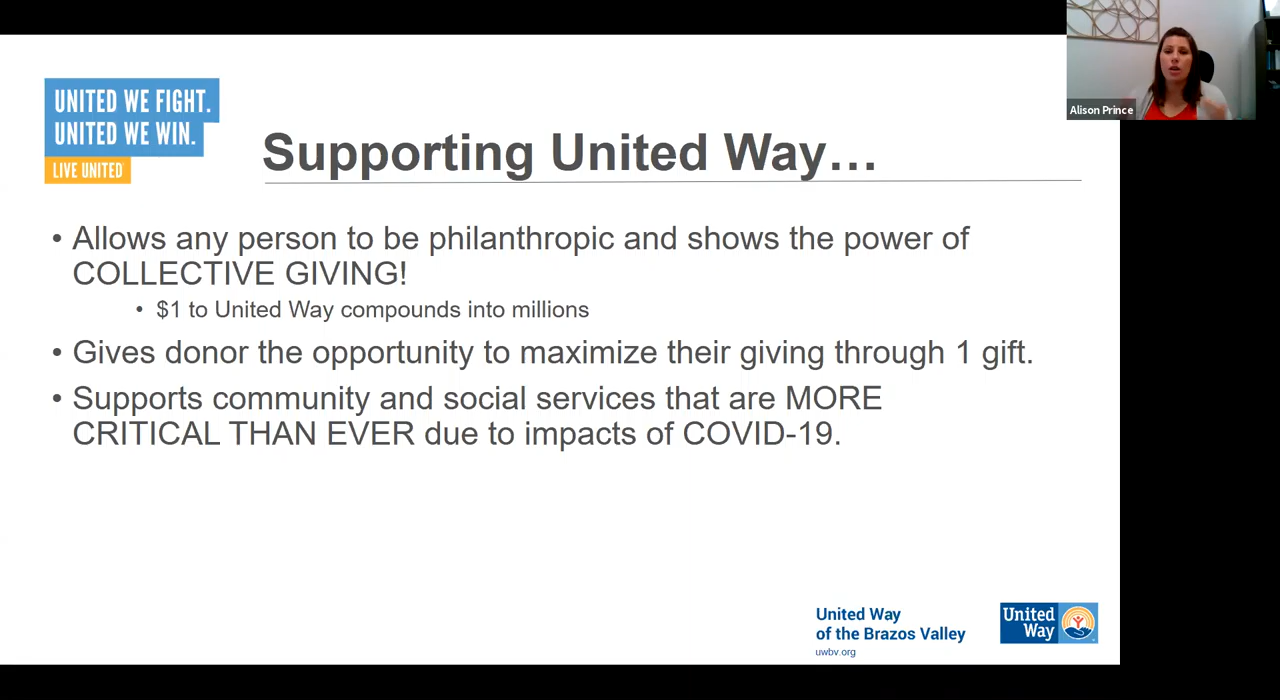 UNITED WE FIGHT.
UNITED WE WIN.
LIVE UNITED
Supporting United Way…
Alison Prince
• Allows any person to be philanthropic and shows the power of
COLLECTIVE GIVING!
• $1 to United Way compounds into millions
• Gives donor the opportunity to maximize their giving through 1 gift.
• Supports community and social services that are MORE
CRITICAL THAN EVER due to impacts of COVID-19.
United Way
of the Brazos Valley
uwbv.org
United
Way